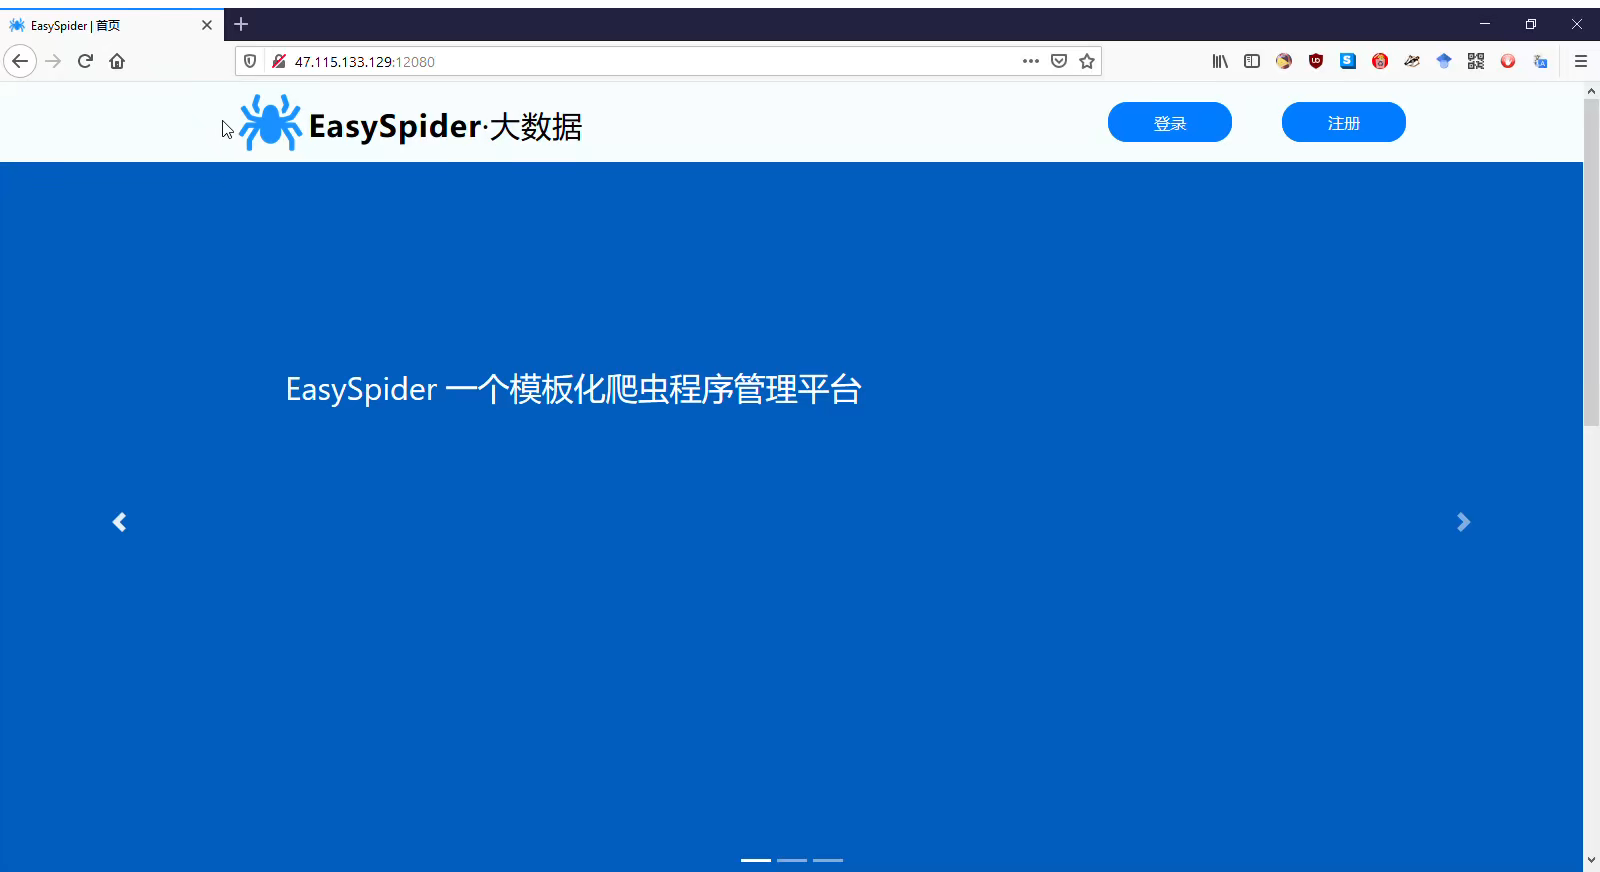 EasySpider | 首页
47.115.133.129:12080
EasySpider·大数据
登录
注册
EasySpider 一个模板化爬虫程序管理平台